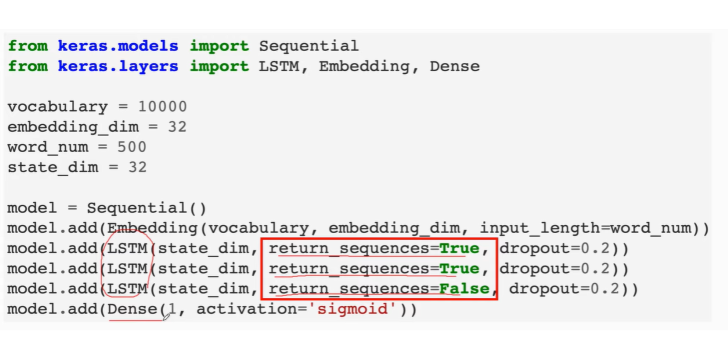 from keras.models import Sequential
from keras.layers import LSTM, Embedding, Dense
vocabulary = 10000
embedding_dim = 32
word_num = 500
state_dim = 32
model = Sequential()
model.add(Embedding(vocabulary, embedding_dim, input_length=word_num))
model.add(LSTM(state_dim, return_sequences=True, dropout=0.2))
model.add(LSTM(state_dim, return_sequences=True, dropout=0.2))
model.add(LSTM(state_dim, return_sequences=False, dropout=0.2))
model.add(Dense(1, activation='sigmoid'))